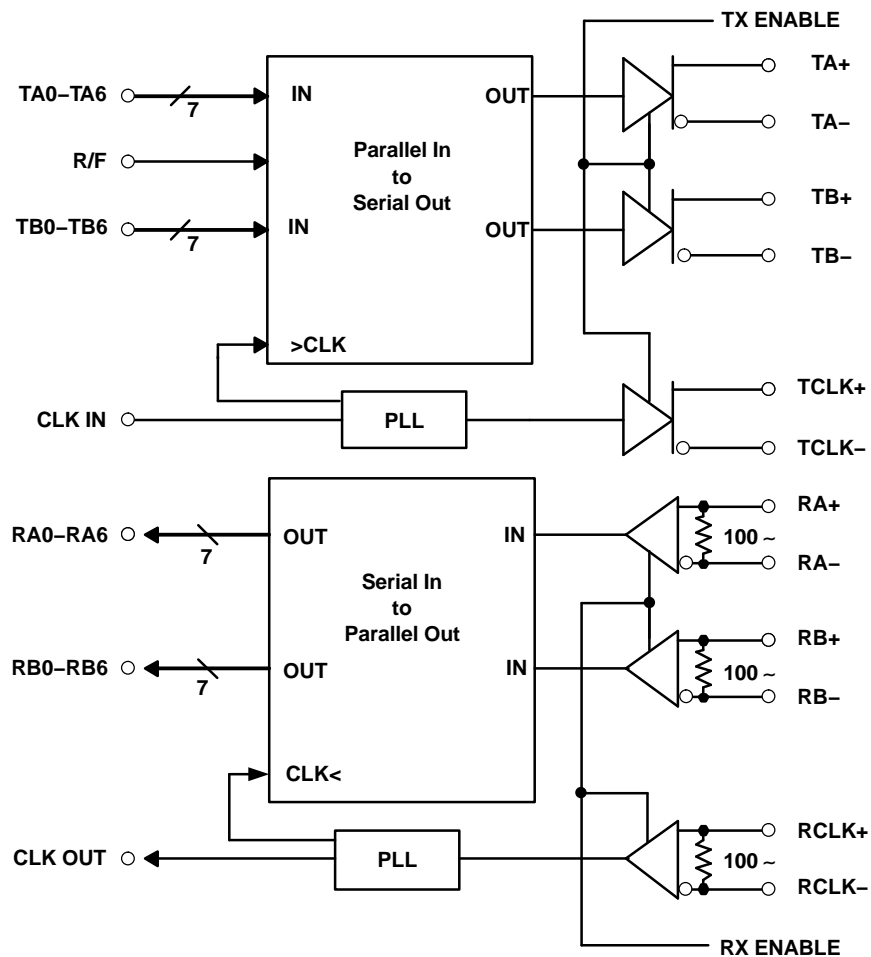 TX ENABLE
TA+
TA0–TA6
7
IN
OUT
TA–
R/F
Parallel In
to
Serial Out
TB+
TB0–TB6
7
IN
OUT
TB–
>CLK
TCLK+
CLK IN
PLL
TCLK–
RA+
RA0–RA6
7
OUT
IN
100 ~
RA–
Serial In
to
Parallel Out
RB+
RB0–RB6
7
OUT
IN
100 ~
RB–
CLK<
RCLK+
CLK OUT
PLL
100 ~
RCLK–
RX ENABLE